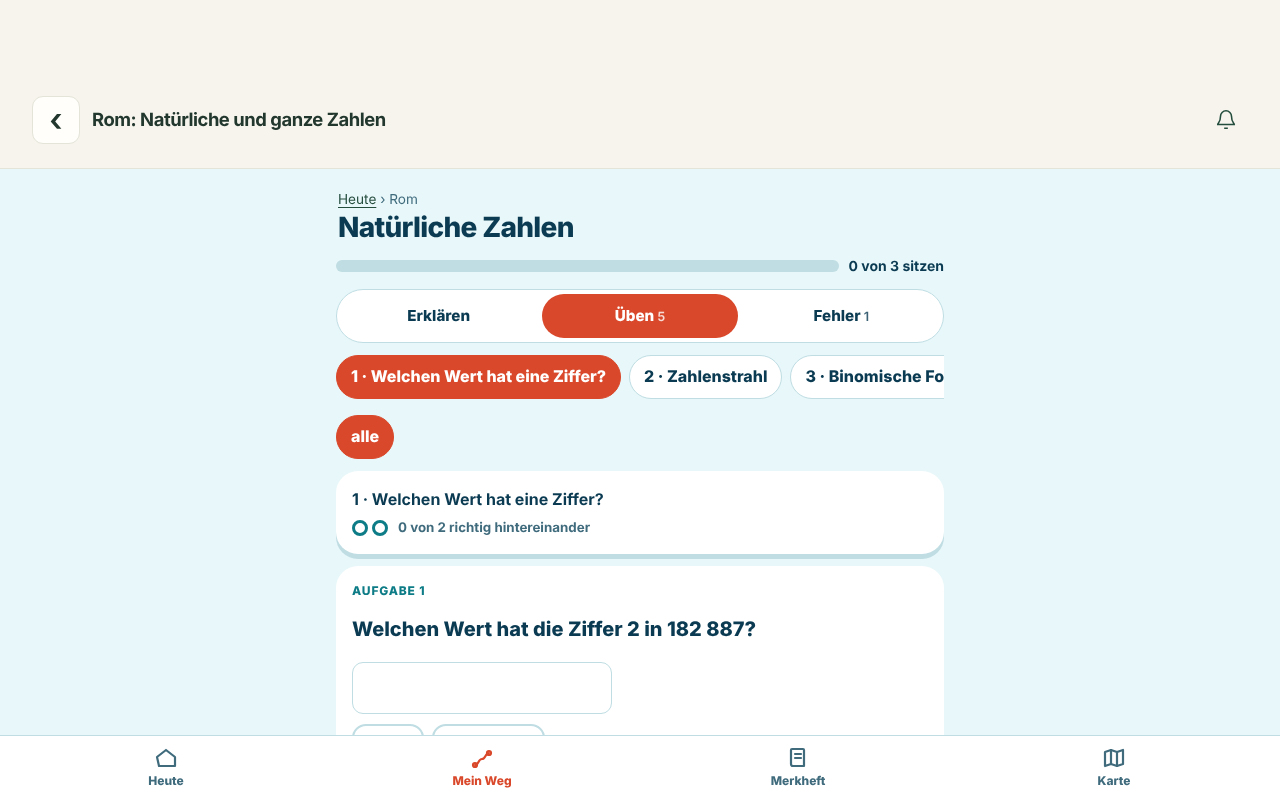 Rom: Natürliche und ganze Zahlen
Heute › Rom
Natürliche Zahlen
0 von 3 sitzen
Erklären
Üben 5
Fehler 1
1 · Welchen Wert hat eine Ziffer?
2 · Zahlenstrahl
3 · Binomische Fo
alle
1 · Welchen Wert hat eine Ziffer?
0 von 2 richtig hintereinander
AUFGABE 1
Welchen Wert hat die Ziffer 2 in 182 887?
Heute
Mein Weg
Merkheft
Karte